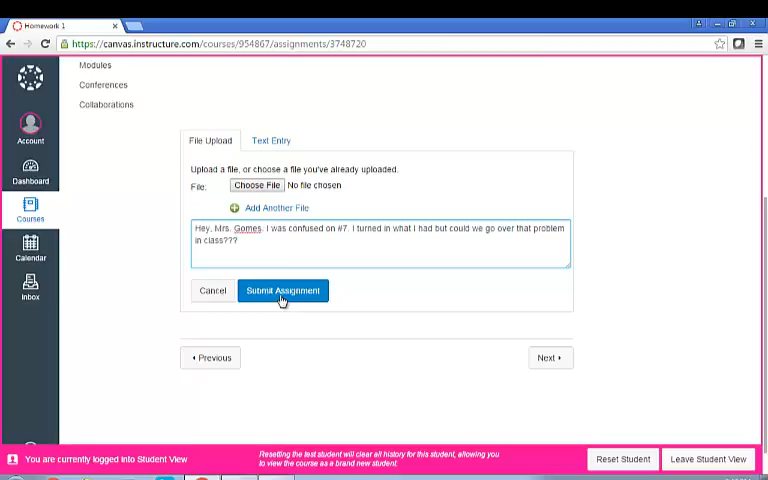 Homework 1
https://canvas.instructure.com/courses/954867/assignments/3748720
Modules
Conferences
Collaborations
Account
Dashboard
Courses
Calendar
Inbox
File Upload
Text Entry
Upload a file, or choose a file you've already uploaded.
File:
Choose File No file chosen
Add Another File
Hey, Mrs. Gomes. I was confused on #7. I turned in what I had but could we go over that problem
in class???
Cancel
Submit Assignment
Previous
Next
You are currently logged into Student View
Resetting the test student will clear all history for this student, allowing you
to view the course as a brand new student.
Reset Student
Leave Student View